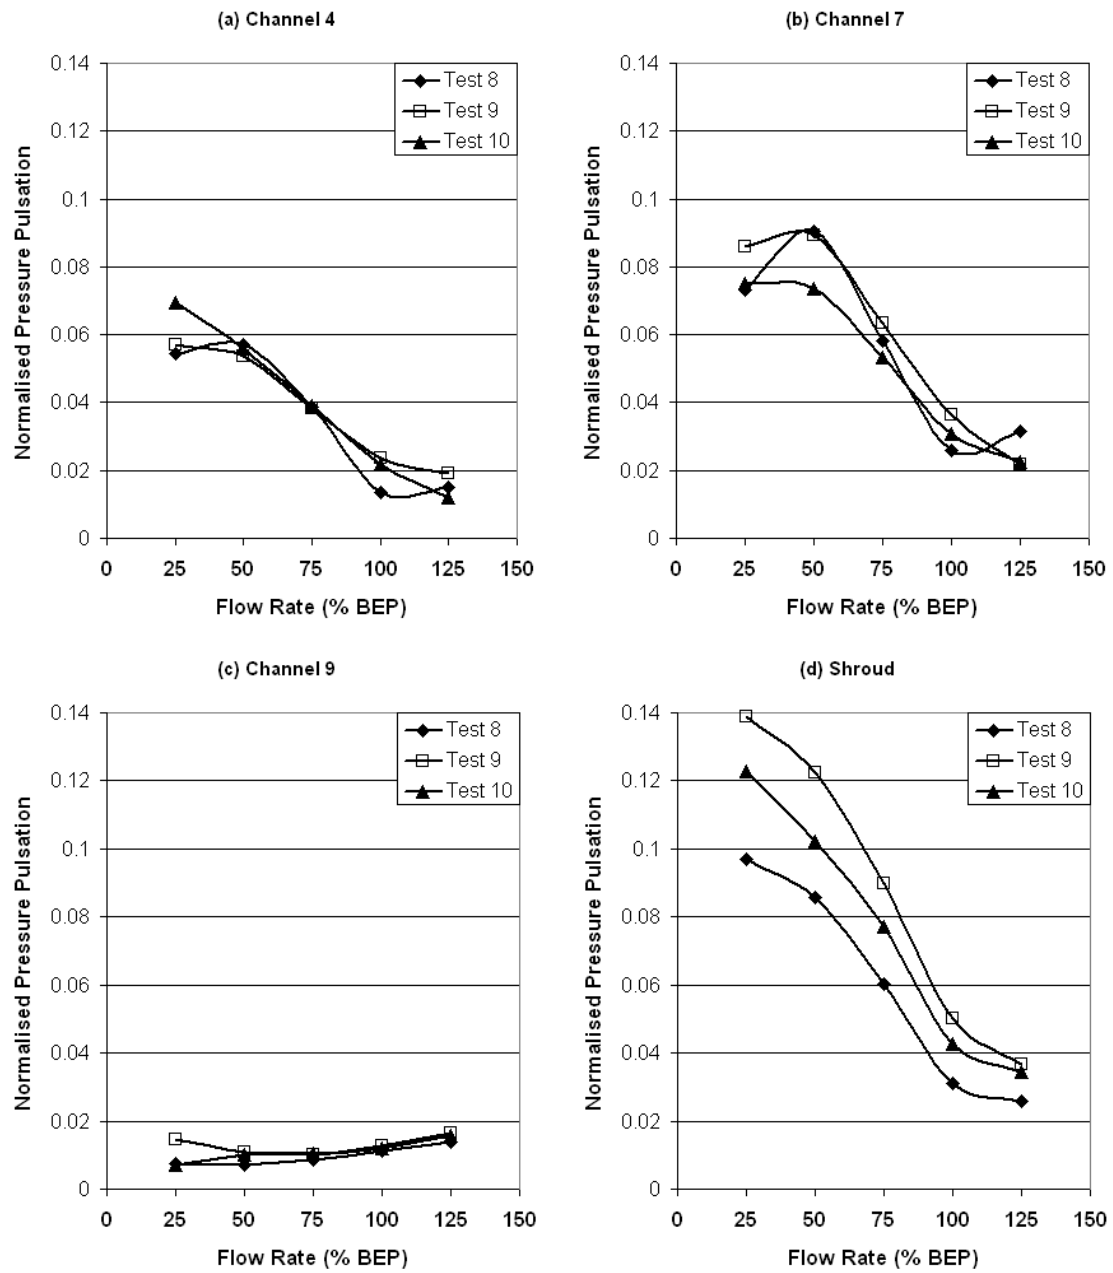 (a) Channel 4
Normalised Pressure Pulsation
0.14
0.12
0.1
0.08
0.06
0.04
0.02
0
Test 8
Test 9
Test 10
0 25 50 75 100 125 150
Flow Rate (% BEP)
(b) Channel 7
Normalised Pressure Pulsation
0.14
0.12
0.1
0.08
0.06
0.04
0.02
0
Test 8
Test 9
Test 10
0 25 50 75 100 125 150
Flow Rate (% BEP)
(c) Channel 9
Normalised Pressure Pulsation
0.14
0.12
0.1
0.08
0.06
0.04
0.02
0
Test 8
Test 9
Test 10
0 25 50 75 100 125 150
Flow Rate (% BEP)
(d) Shroud
Normalised Pressure Pulsation
0.14
0.12
0.1
0.08
0.06
0.04
0.02
0
Test 8
Test 9
Test 10
0 25 50 75 100 125 150
Flow Rate (% BEP)